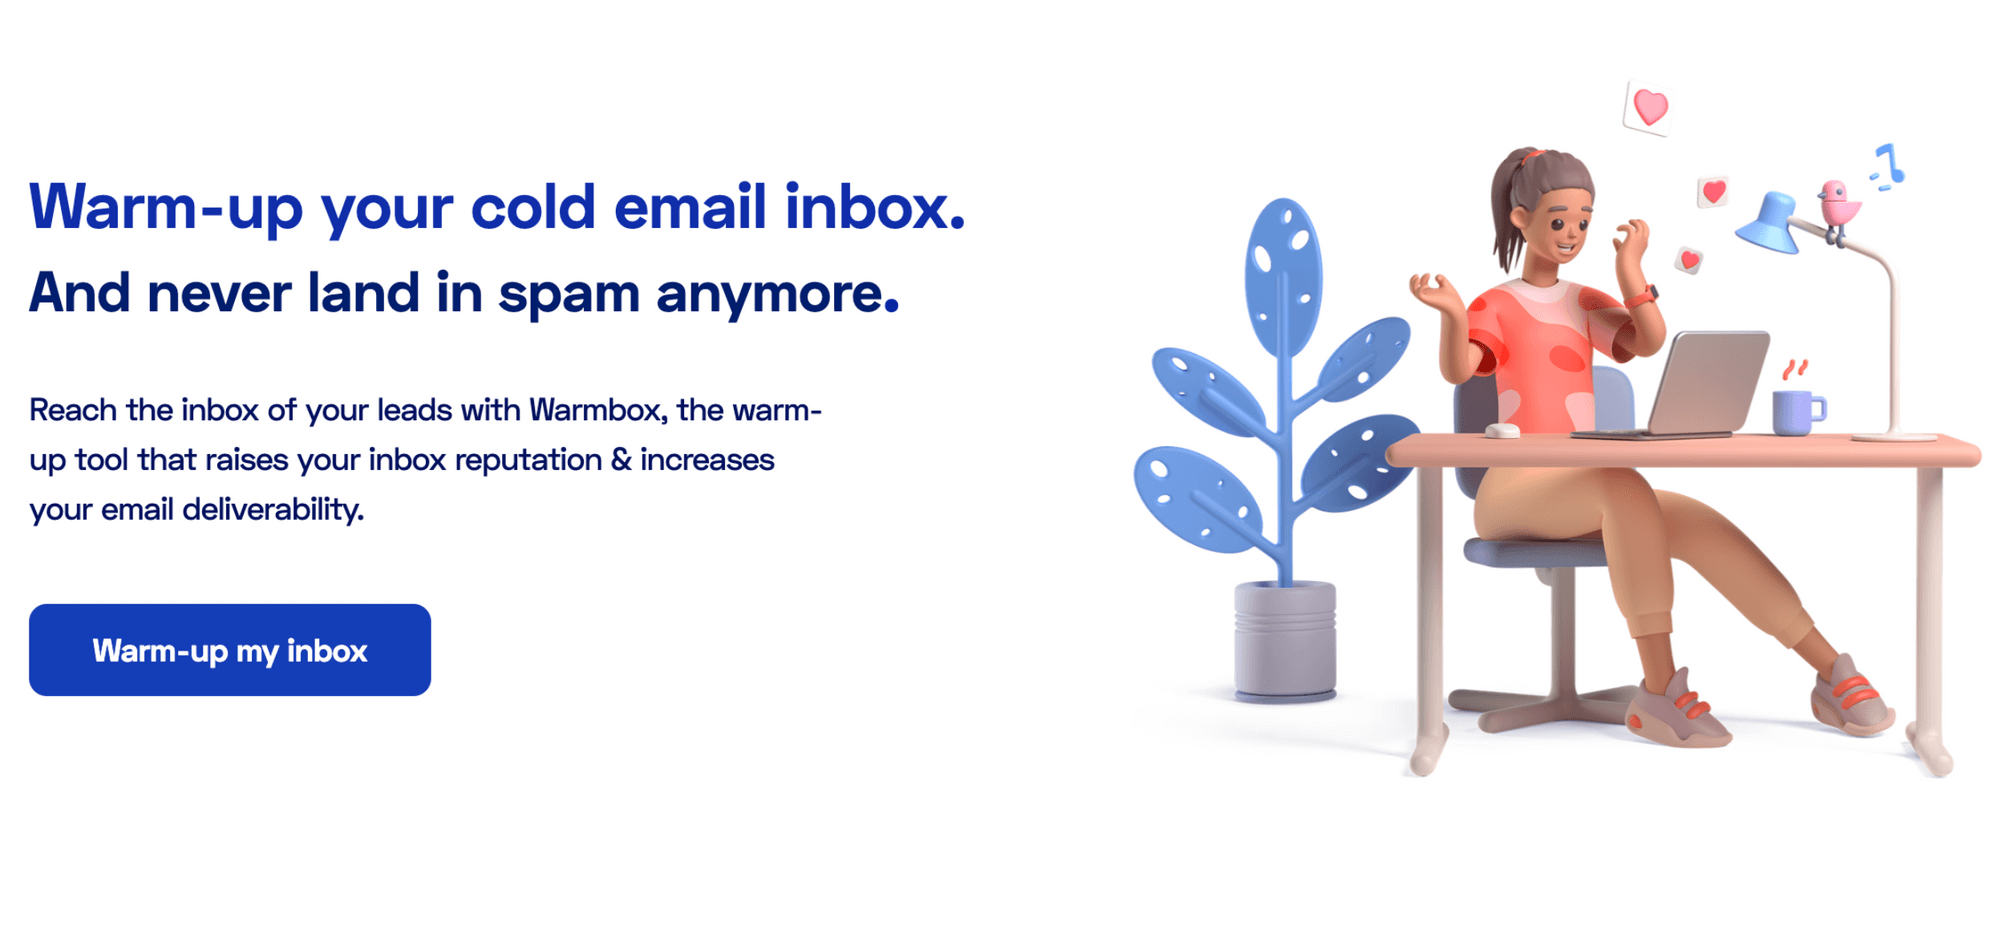 Warm-up your cold email inbox.
And never land in spam anymore.
Reach the inbox of your leads with Warmbox, the warm-
up tool that raises your inbox reputation & increases
your email deliverability.
Warm-up my inbox